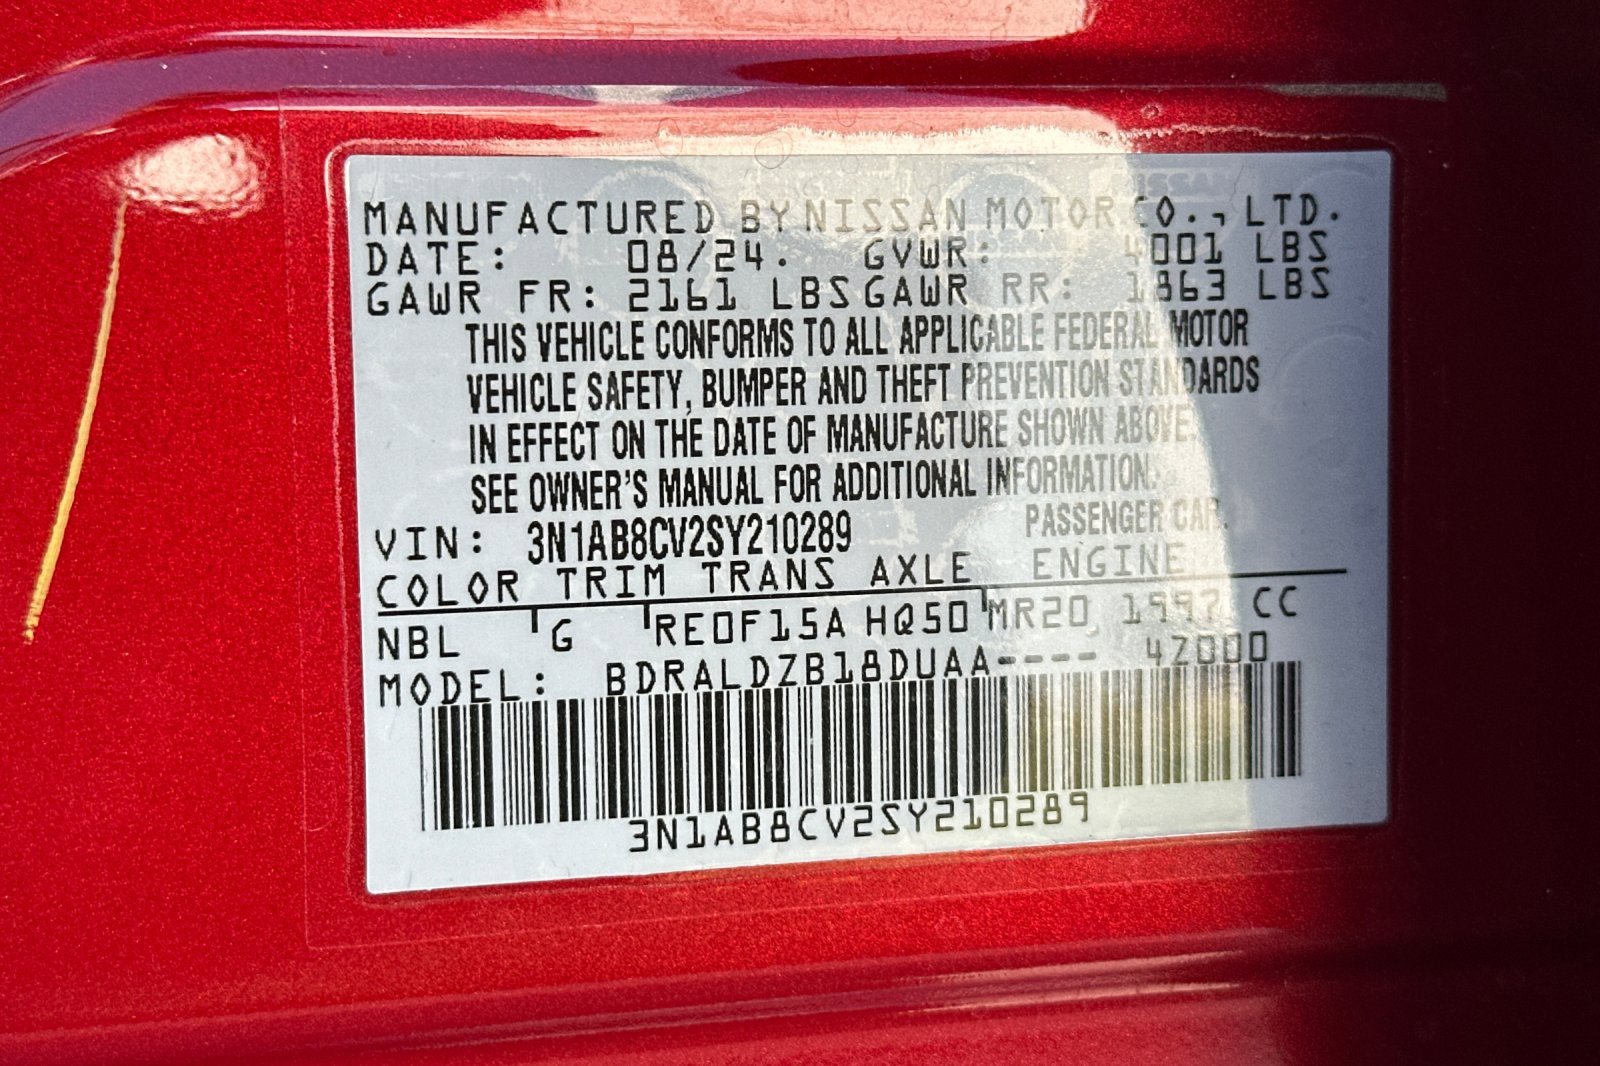 MANUFACTURED BY NISSAN MOTOR CO., LTD.
DATE: 08/24. GVWR: 4001 LBS
GAWR FR: 2161 LBS GAWR RR: 1863 LBS
THIS VEHICLE CONFORMS TO ALL APPLICABLE FEDERAL MOTOR
VEHICLE SAFETY, BUMPER AND THEFT PREVENTION STANDARDS
IN EFFECT ON THE DATE OF MANUFACTURE SHOWN ABOVE.
SEE OWNER'S MANUAL FOR ADDITIONAL INFORMATION.
VIN: 3N1AB8CV2SY210289 PASSENGER CAR.
COLOR TRIM TRANS AXLE ENGINE
NBL G RE0F15A HQ50 MR20 1997 CC
MODEL: BDRALDZB18DUAA---- 4Z000
3N1AB8CV2SY210289